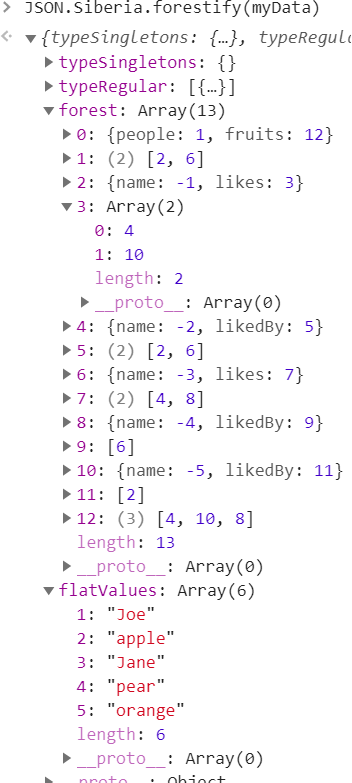 > JSON.Siberia.forestify(myData)
{typeSingletons: {…}, typeRegula
typeSingletons: {}
typeRegular: [{…}]
forest: Array(13)
0: {people: 1, fruits: 12}
1: (2) [2, 6]
2: {name: -1, likes: 3}
3: Array(2)
0: 4
1: 10
length: 2
__proto__: Array(0)
4: {name: -2, likedBy: 5}
5: (2) [2, 6]
6: {name: -3, likes: 7}
7: (2) [4, 8]
8: {name: -4, likedBy: 9}
9: [6]
10: {name: -5, likedBy: 11}
11: [2]
12: (3) [4, 10, 8]
length: 13
__proto__: Array(0)
flatValues: Array(6)
1: "Joe"
2: "apple"
3: "Jane"
4: "pear"
5: "orange"
length: 6
__proto__: Array(0)
__proto__: Object